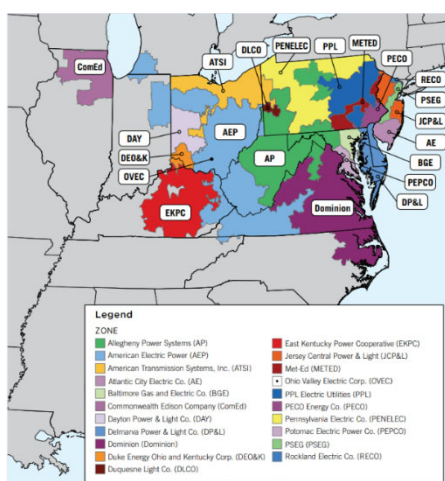 DLCO
PENELEC
PPL
METED
PECO
ATSI
RECO
ComEd
PSEG
JCP&L
DAY
AEP
AE
DEO&K
AP
BGE
OVEC
PEPCO
DP&L
EKPC
Dominion
Legend
ZONE
Allegheny Power Systems (AP)
American Electric Power (AEP)
American Transmission Systems, Inc. (ATSI)
Atlantic City Electric Co. (AE)
Baltimore Gas and Electric Co. (BGE)
Commonwealth Edison Company (ComEd)
Dayton Power & Light Co. (DAY)
Delmarva Power & Light Co. (DP&L)
Dominion (Dominion)
Duke Energy Ohio and Kentucky Corp. (DEO&K)
Duquesne Light Co. (DLCO)
East Kentucky Power Cooperative (EKPC)
Jersey Central Power & Light (JCP&L)
Met-Ed (METED)
Ohio Valley Electric Corp. (OVEC)
PPL Electric Utilities (PPL)
PECO Energy Co. (PECO)
Pennsylvania Electric Co. (PENELEC)
Potomac Electric Power Co. (PEPCO)
PSEG (PSEG)
Rockland Electric Co. (RECO)